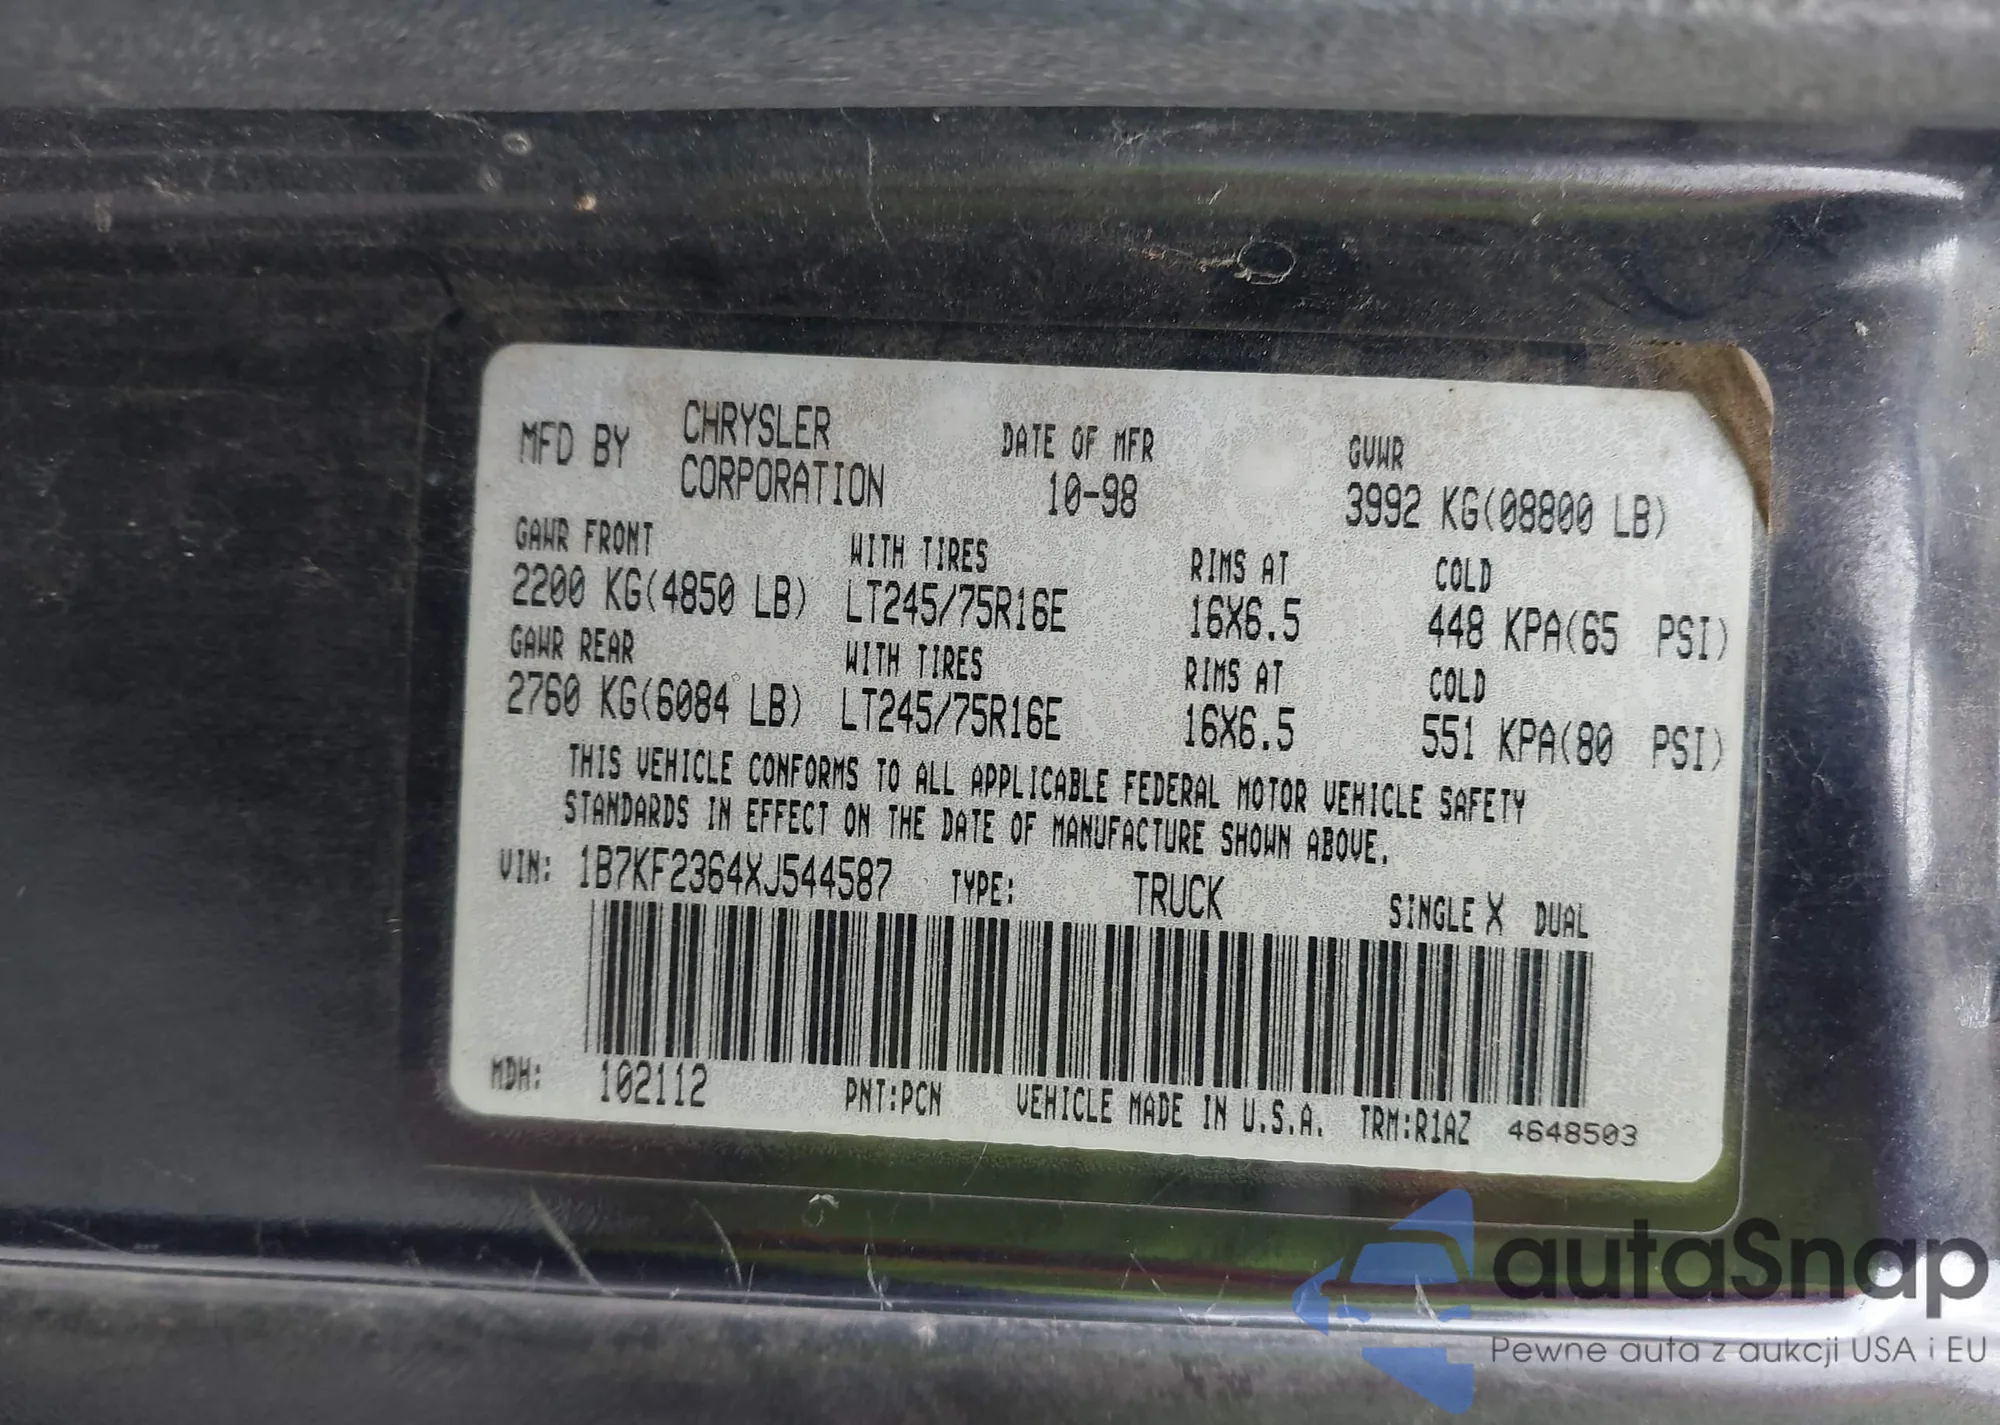 MFD BY CHRYSLER CORPORATION DATE OF MFR 10-98 GVWR 3992 KG(08800 LB)
GAWR FRONT WITH TIRES RIMS AT COLD
2200 KG(4850 LB) LT245/75R16E 16X6.5 448 KPA(65 PSI)
GAWR REAR WITH TIRES RIMS AT COLD
2760 KG(6084 LB) LT245/75R16E 16X6.5 551 KPA(80 PSI)
THIS VEHICLE CONFORMS TO ALL APPLICABLE FEDERAL MOTOR VEHICLE SAFETY
STANDARDS IN EFFECT ON THE DATE OF MANUFACTURE SHOWN ABOVE.
VIN: 1B7KF2364XJ544587 TYPE: TRUCK SINGLE X DUAL
MDH: 102112 PNT:PCN VEHICLE MADE IN U.S.A. TRM:R1AZ 4648503
autaSnap
Pewne auta z aukcji USA i EU